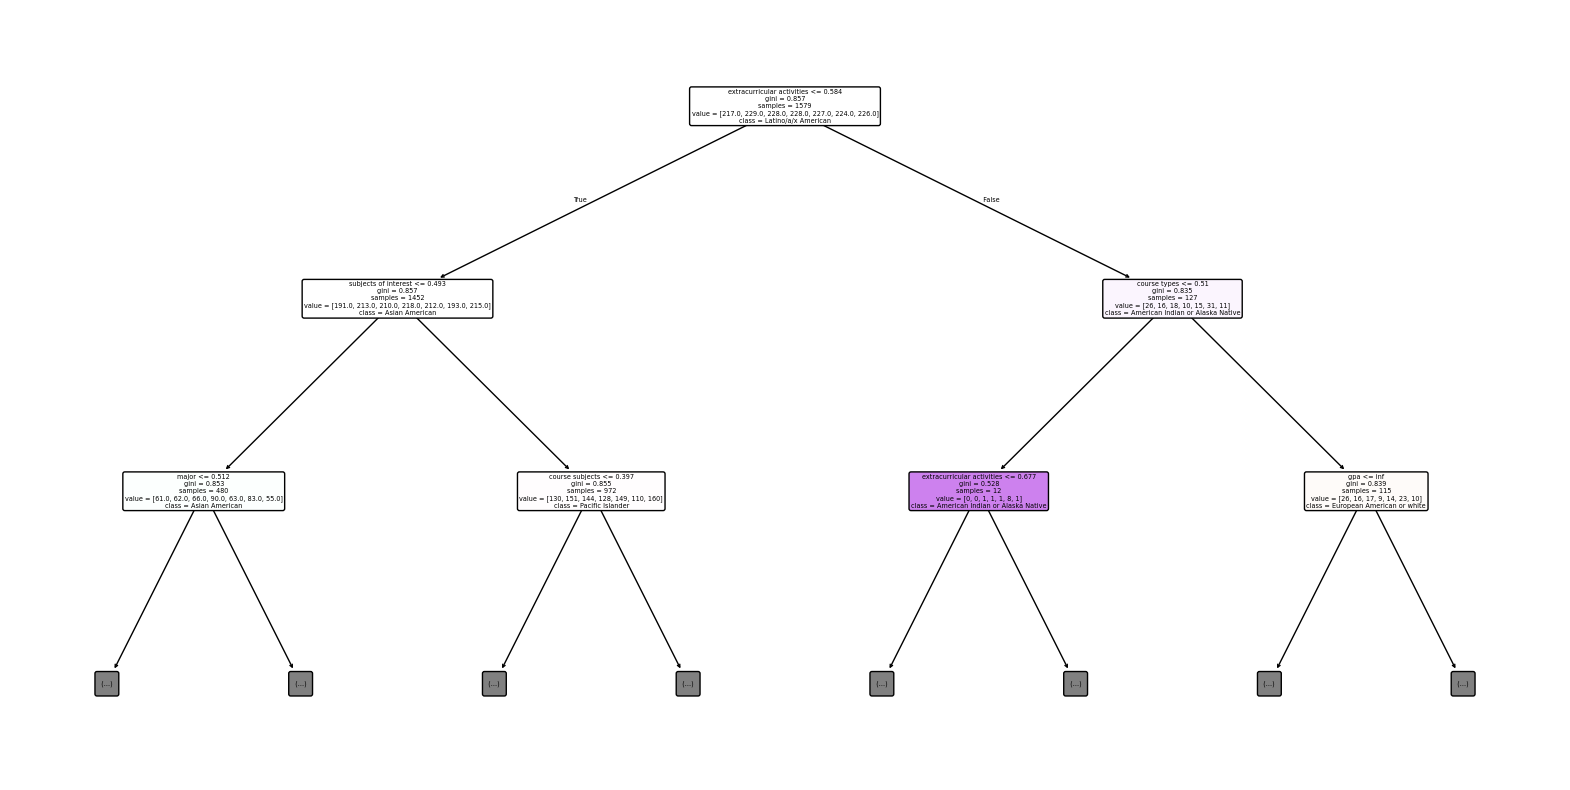 extracurricular activities <= 0.584
gini = 0.857
samples = 1579
value = [217.0, 229.0, 228.0, 228.0, 227.0, 224.0, 226.0]
class = Latino/a/x American
True
False
subjects of interest <= 0.493
gini = 0.857
samples = 1452
value = [191.0, 213.0, 210.0, 218.0, 212.0, 193.0, 215.0]
class = Asian American
course types <= 0.51
gini = 0.835
samples = 127
value = [26, 16, 18, 10, 15, 31, 11]
class = American Indian or Alaska Native
major <= 0.512
gini = 0.853
samples = 480
value = [61.0, 62.0, 66.0, 90.0, 63.0, 83.0, 55.0]
class = Asian American
course subjects <= 0.397
gini = 0.855
samples = 972
value = [130, 151, 144, 128, 149, 110, 160]
class = Pacific Islander
extracurricular activities <= 0.677
gini = 0.528
samples = 12
value = [0, 0, 1, 1, 1, 8, 1]
class = American Indian or Alaska Native
gpa <= inf
gini = 0.839
samples = 115
value = [26, 16, 17, 9, 14, 23, 10]
class = European American or white
(...)
(...)
(...)
(...)
(...)
(...)
(...)
(...)